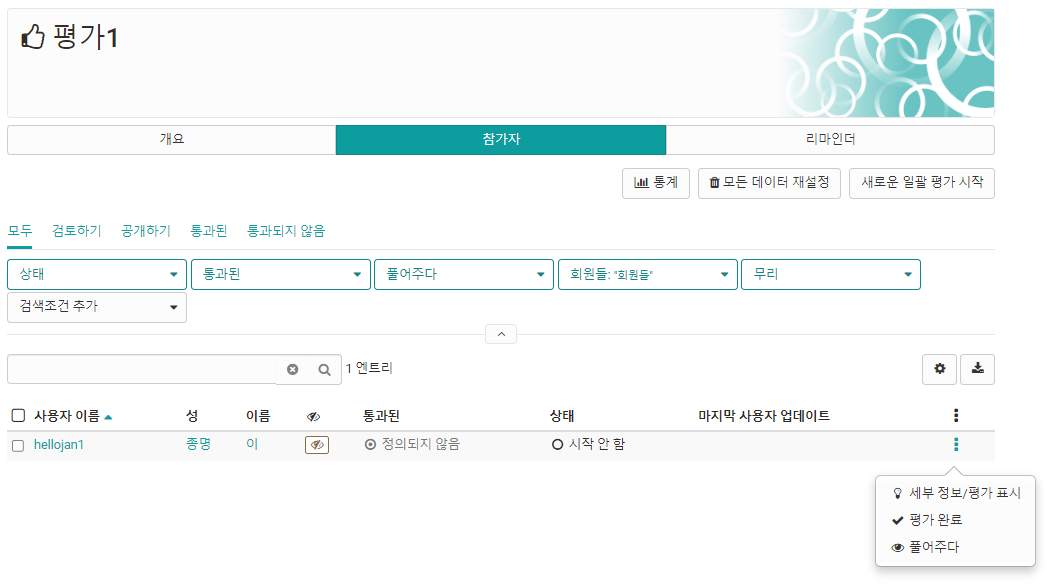 평가1
개요 참가자 리마인더
통계 모든 데이터 재설정 새로운 일괄 평가 시작
모두 검토하기 공개하기 통과된 통과되지 않음
상태 통과된 풀어주다 회원들: "회원들" 무리
검색조건 추가
1 엔트리
사용자 이름 성 이름 통과된 상태 마지막 사용자 업데이트
hellojan1 종명 이 정의되지 않음 시작 안 함
세부 정보/평가 표시
평가 완료
풀어주다